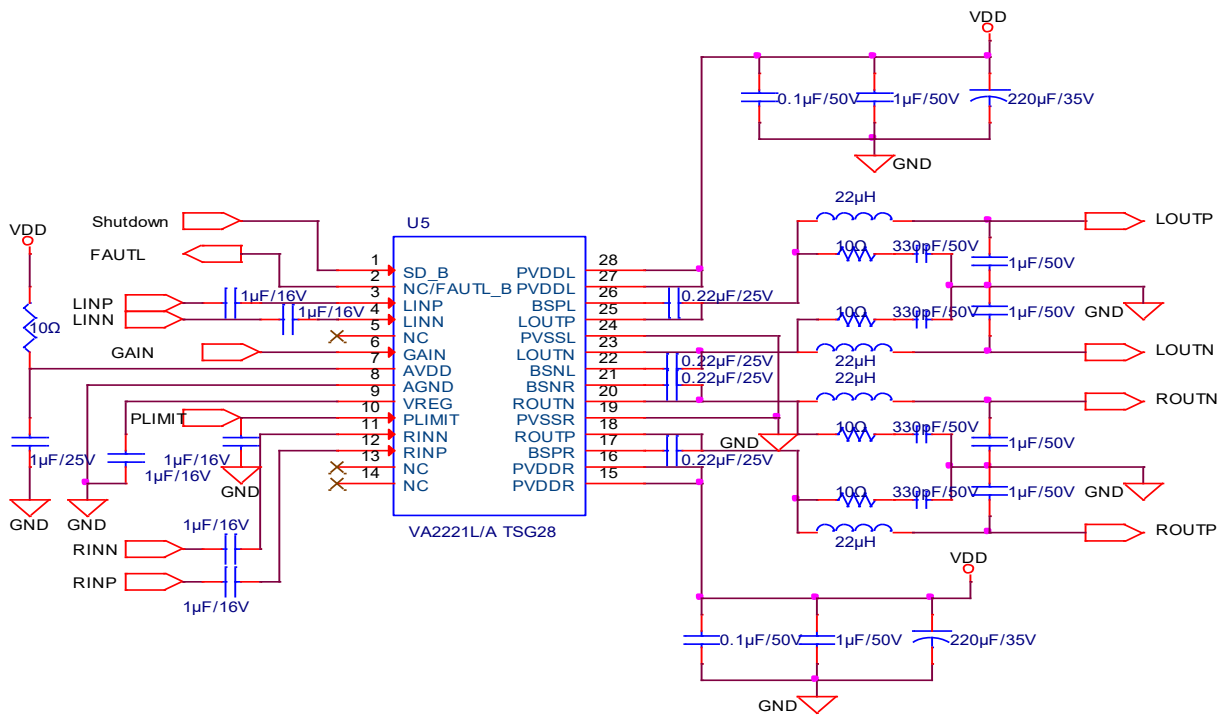 VDD
0.1µF/50V
1µF/50V
220µF/35V
GND
22µH
U5
Shutdown
LOUTP
VDD
10Ω
330pF/50V
FAUTL
1
28
SD_B
PVDDL
1µF/50V
2
27
NC/FAUTL_B
PVDDL
LINP
1µF/16V
3
26
LINP
BSPL
0.22µF/25V
LINN
1µF/16V
4
25
LINN
LOUTP
1µF/50V
GND
10Ω
10Ω
330pF/50V
5
24
NC
PVSSL
GAIN
6
23
GAIN
LOUTN
LOUTN
7
22
AVDD
BSNL
0.22µF/25V
22µH
8
21
AGND
BSNR
0.22µF/25V
22µH
9
20
VREG
ROUTN
ROUTN
PLIMIT
10
19
PLIMIT
PVSSR
11
18
RINN
ROUTP
GND
10Ω
330pF/50V
1µF/50V
12
17
RINP
BSPR
0.22µF/25V
1µF/25V
1µF/16V
1µF/16V
13
16
NC
PVDDR
GND
14
15
NC
PVDDR
10Ω
330pF/50V
1µF/50V
GND
GND
GND
1µF/16V
VA2221L/A TSG28
ROUTP
RINN
22µH
RINP
VDD
1µF/16V
0.1µF/50V
1µF/50V
220µF/35V
GND